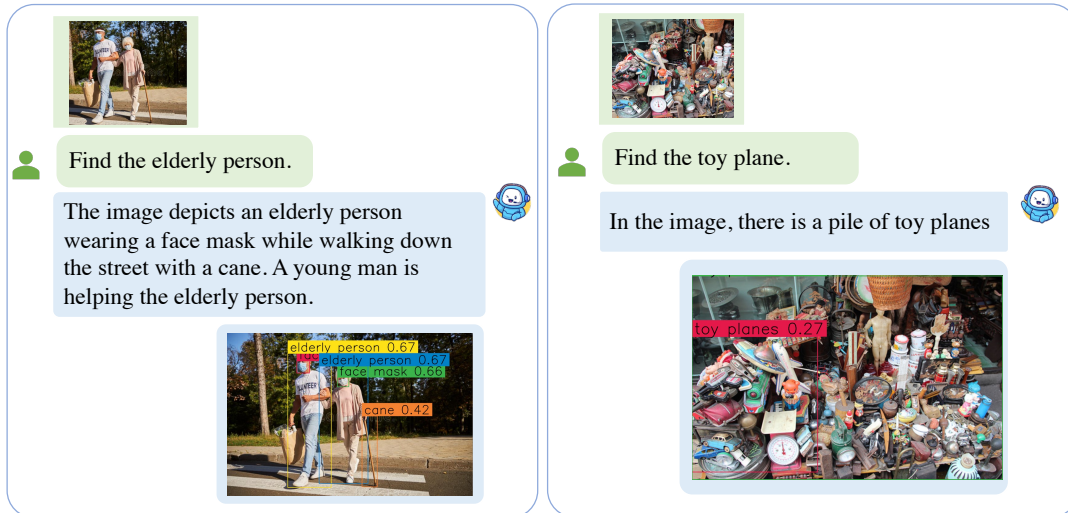 Find the elderly person.
The image depicts an elderly person
wearing a face mask while walking down
the street with a cane. A young man is
helping the elderly person.
elderly person 0.67
elderly person 0.67
face mask 0.66
cane 0.42
Find the toy plane.
In the image, there is a pile of toy planes
toy planes 0.27